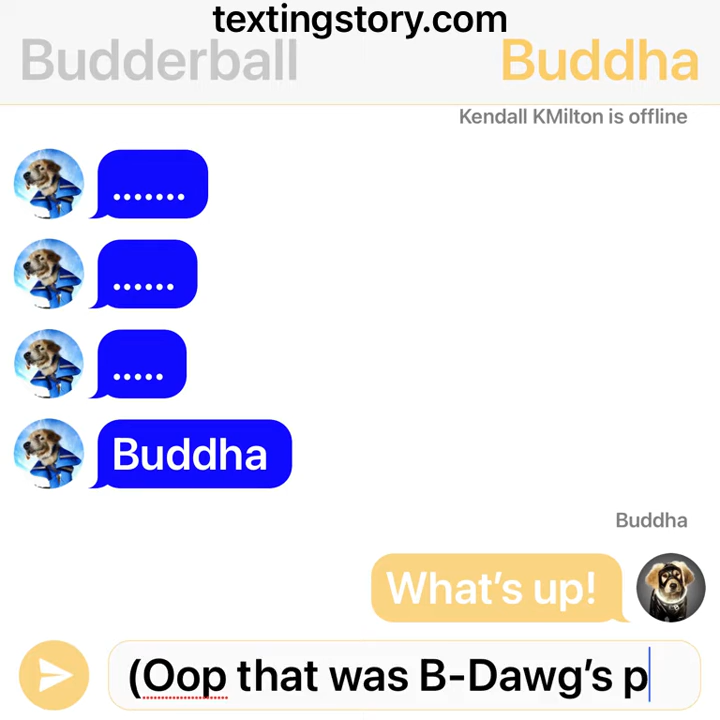 textingstory.com
Budderball
Buddha
Kendall KMilton is offline
.......
......
.....
Buddha
Buddha
What’s up!
(Oop that was B-Dawg’s p